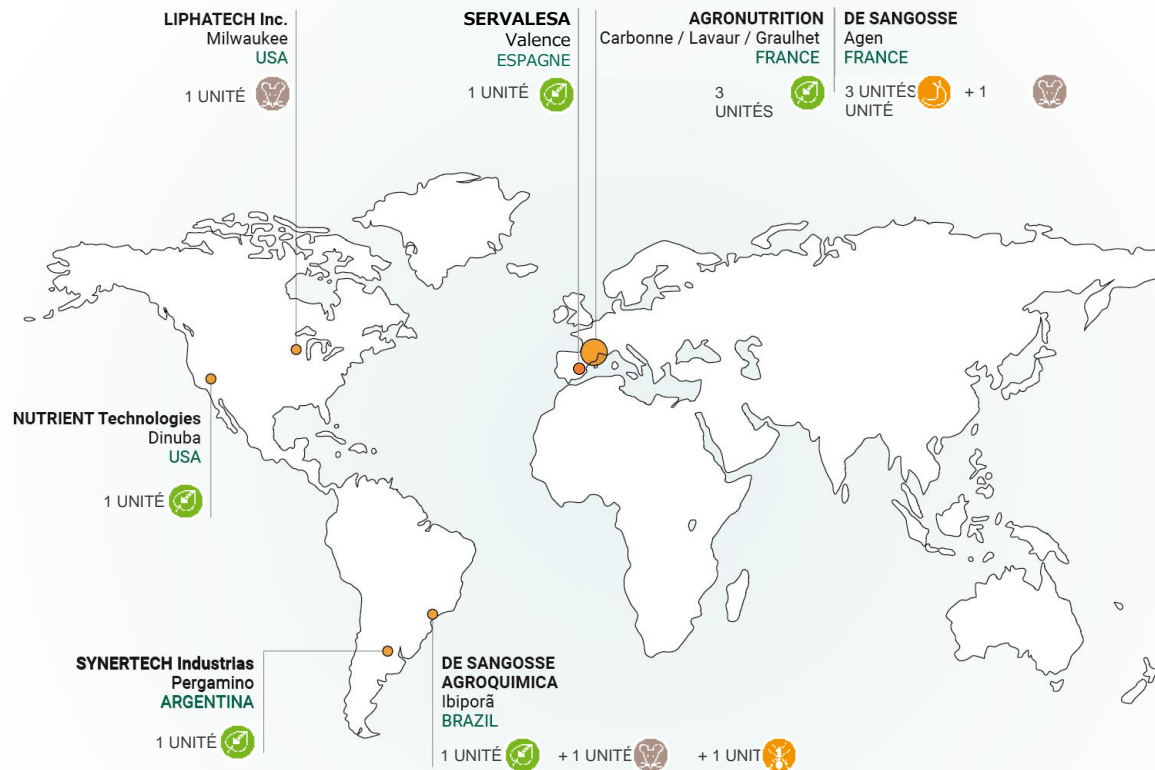 LIPHATECH Inc.
Milwaukee
USA
1 UNITÉ
SERVALESA
Valence
ESPAGNE
1 UNITÉ
AGRONUTRITION
Carbonne / Lavaur / Graulhet
FRANCE
3
UNITÉS
DE SANGOSSE
Agen
FRANCE
3 UNITÉS + 1
UNITÉ
NUTRIENT Technologies
Dinuba
USA
1 UNITÉ
SYNERTECH Industrias
Pergamino
ARGENTINA
1 UNITÉ
DE SANGOSSE
AGROQUIMICA
Ibiporã
BRAZIL
1 UNITÉ + 1 UNITÉ + 1 UNIT